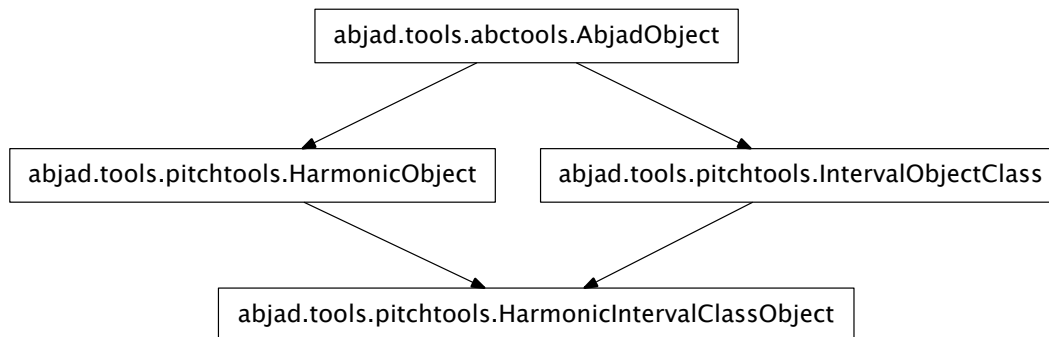 abjad.tools.abctools.AbjadObject
abjad.tools.pitchtools.HarmonicObject
abjad.tools.pitchtools.IntervalObjectClass
abjad.tools.pitchtools.HarmonicIntervalClassObject